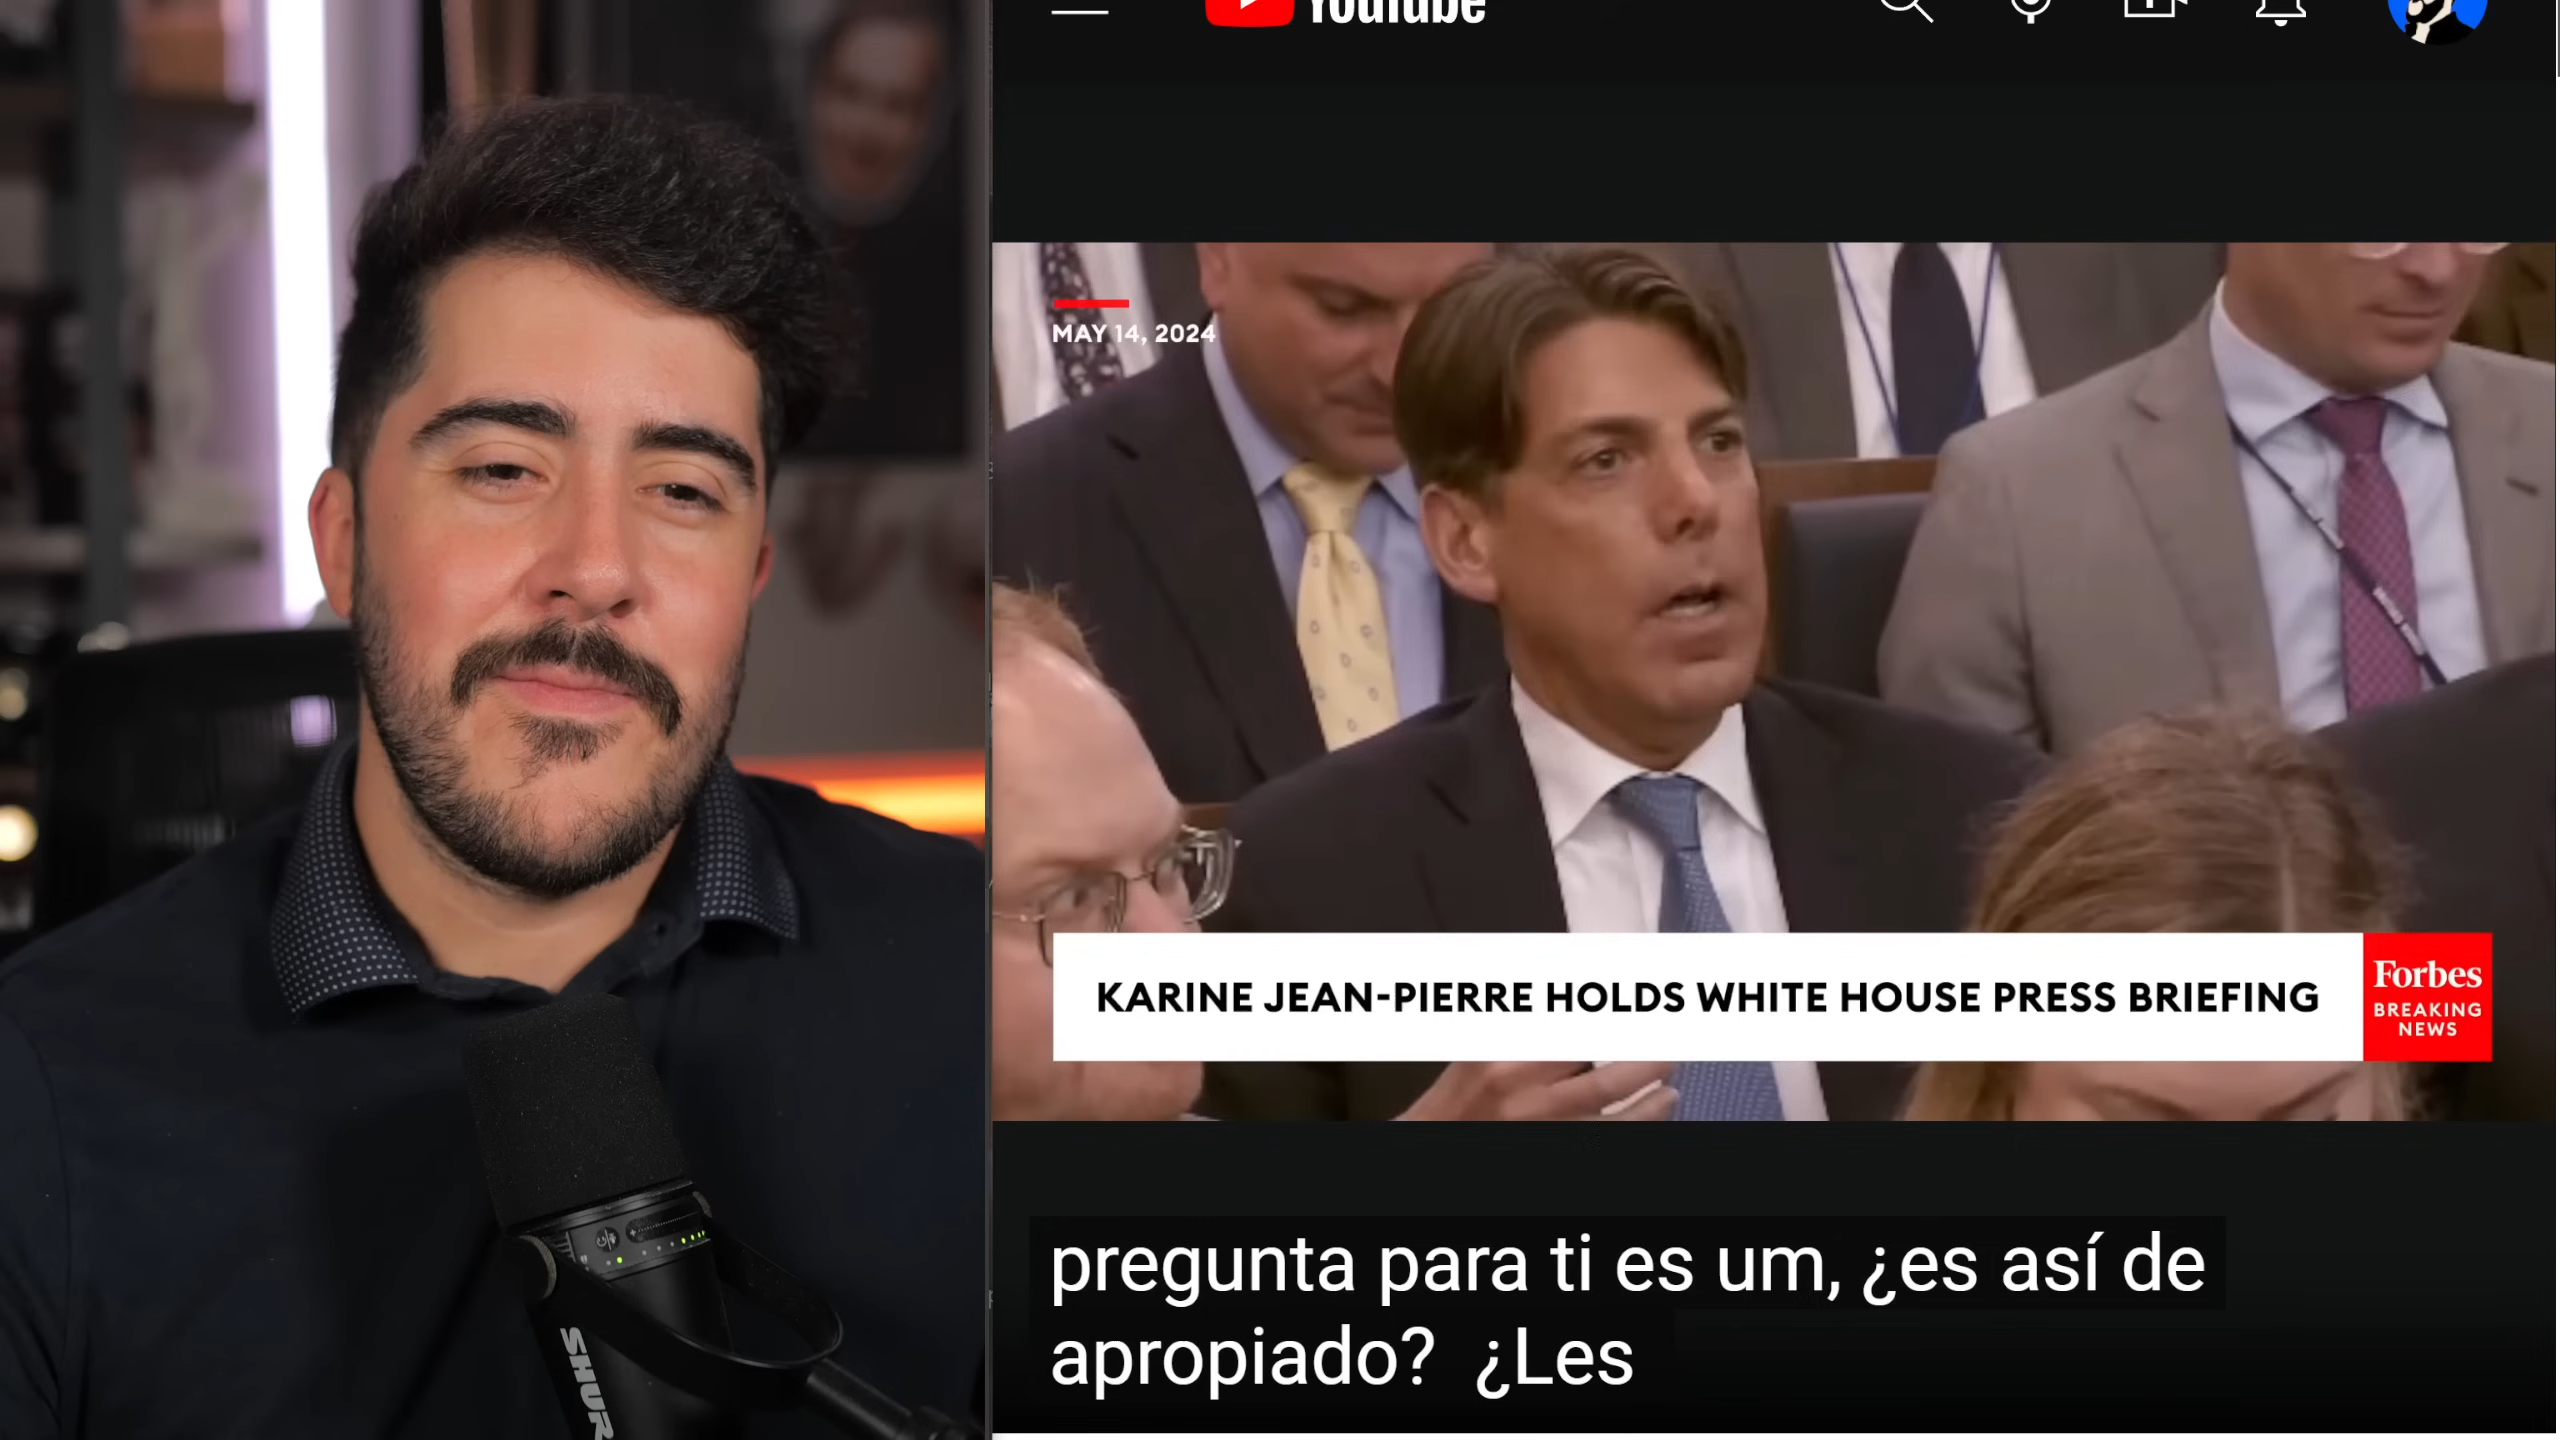 YouTube
MAY 14, 2024
KARINE JEAN-PIERRE HOLDS WHITE HOUSE PRESS BRIEFING
Forbes
BREAKING
NEWS
pregunta para ti es um, ¿es así de
apropiado? ¿Les
SHUR